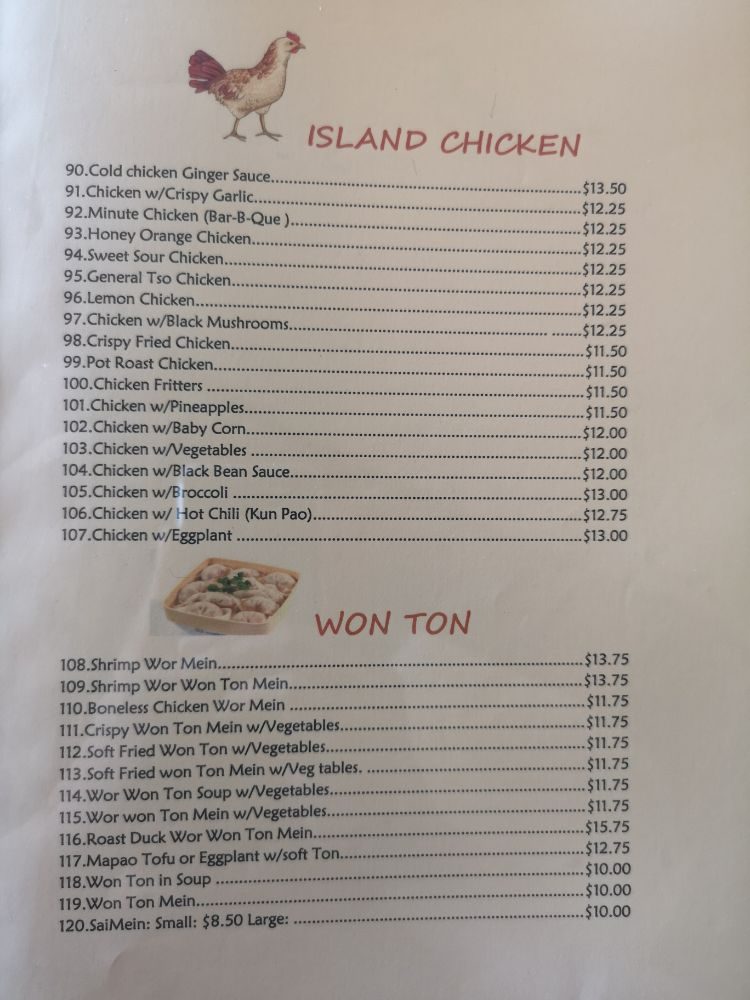 ISLAND CHICKEN
90.Cold chicken Ginger Sauce..............................................................$13.50
91.Chicken w/Crispy Garlic..................................................................$12.25
92.Minute Chicken (Bar-B-Que )..........................................................$12.25
93.Honey Orange Chicken..................................................................$12.25
94.Sweet Sour Chicken........................................................................$12.25
95.General Tso Chicken......................................................................$12.25
96.Lemon Chicken..............................................................................$12.25
97.Chicken w/Black Mushrooms.................................................... .......$12.25
98.Crispy Fried Chicken......................................................................$11.50
99.Pot Roast Chicken..........................................................................$11.50
100.Chicken Fritters ...........................................................................$11.50
101.Chicken w/Pineapples...................................................................$11.50
102.Chicken w/Baby Corn...................................................................$12.00
103.Chicken w/Vegetables ..................................................................$12.00
104.Chicken w/Black Bean Sauce.........................................................$12.00
105.Chicken w/Broccoli ......................................................................$13.00
106.Chicken w/ Hot Chili (Kun Pao).....................................................$12.75
107.Chicken w/Eggplant .....................................................................$13.00
WON TON
108.Shrimp Wor Mein.........................................................................$13.75
109.Shrimp Wor Won Ton Mein...........................................................$13.75
110.Boneless Chicken Wor Mein ..........................................................$11.75
111.Crispy Won Ton Mein w/Vegetables.................................................$11.75
112.Soft Fried Won Ton w/Vegetables....................................................$11.75
113.Soft Fried won Ton Mein w/Veg tables. ............................................$11.75
114.Wor Won Ton Soup w/Vegetables...................................................$11.75
115.Wor won Ton Mein w/Vegetables....................................................$11.75
116.Roast Duck Wor Won Ton Mein......................................................$15.75
117.Mapao Tofu or Eggplant w/soft Ton.................................................$12.75
118.Won Ton in Soup .........................................................................$10.00
119.Won Ton Mein.............................................................................$10.00
120.SaiMein: Small: $8.50 Large: ..........................................................$10.00